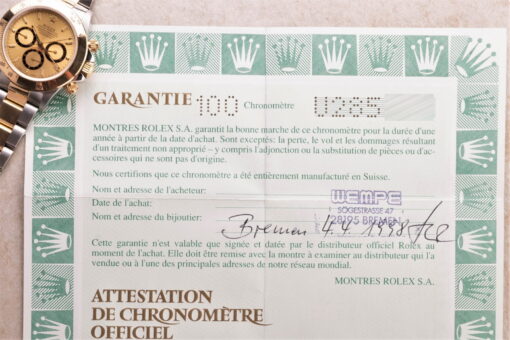 GARANTIE 100 Chronomètre U285
MONTRES ROLEX S.A. garantit la bonne marche de ce chronomètre pour la durée d'une
année à partir de la date d'achat. Sont exceptés: la perte, le vol et les dommages résultant
d'un traitement non approprié – y compris l'adjonction ou la substitution de pièces ou d'ac-
cessoires qui ne sont pas d'origine.
Nous certifions que ce chronomètre a été entièrement manufacturé en Suisse.
Nom et adresse de l'acheteur:
WEMPE
SÖGESTRASSE 47
28195 BREMEN
Date de l'achat:
Nom et adresse du bijoutier:
Bremen 4.4.1998
Cette garantie n'est valable que signée et datée par le distributeur officiel Rolex au
moment de l'achat. Elle doit être remise avec la montre à examiner au distributeur qui l'a
vendue ou à l'une des principales adresses de notre réseau mondial.
MONTRES ROLEX S.A.
ATTESTATION
DE CHRONOMÈTRE
OFFICIEL